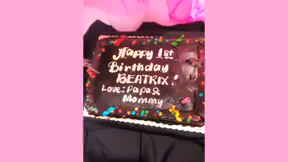 Happy 1st
Birthday
BEATRIX!
Love: Papa &
Mommy